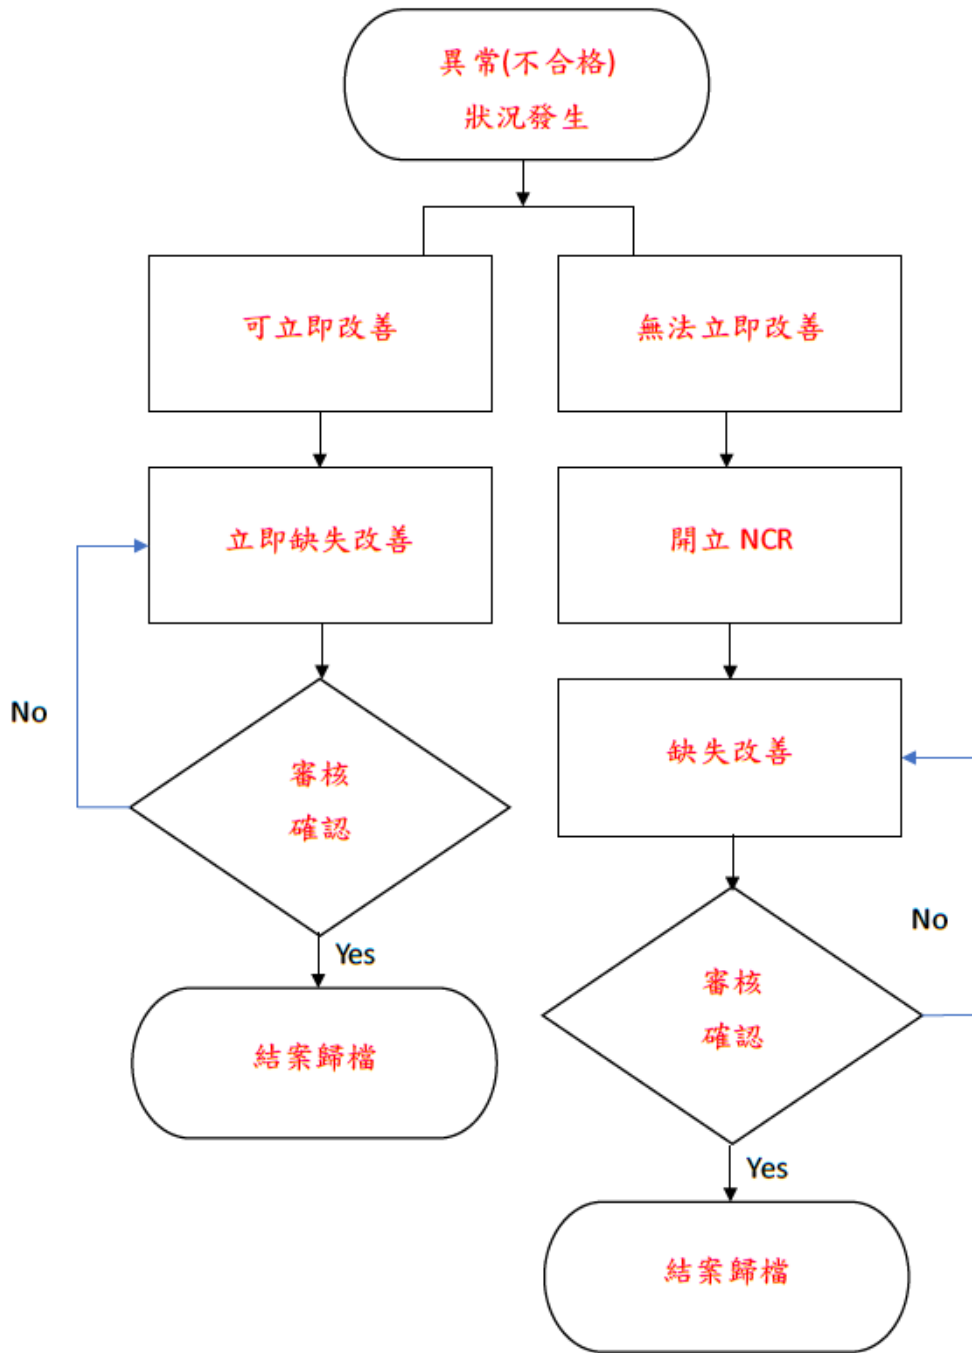 異常(不合格)
狀況發生
可立即改善
無法立即改善
立即缺失改善
開立 NCR
No
缺失改善
審核
確認
No
Yes
審核
確認
結案歸檔
Yes
結案歸檔